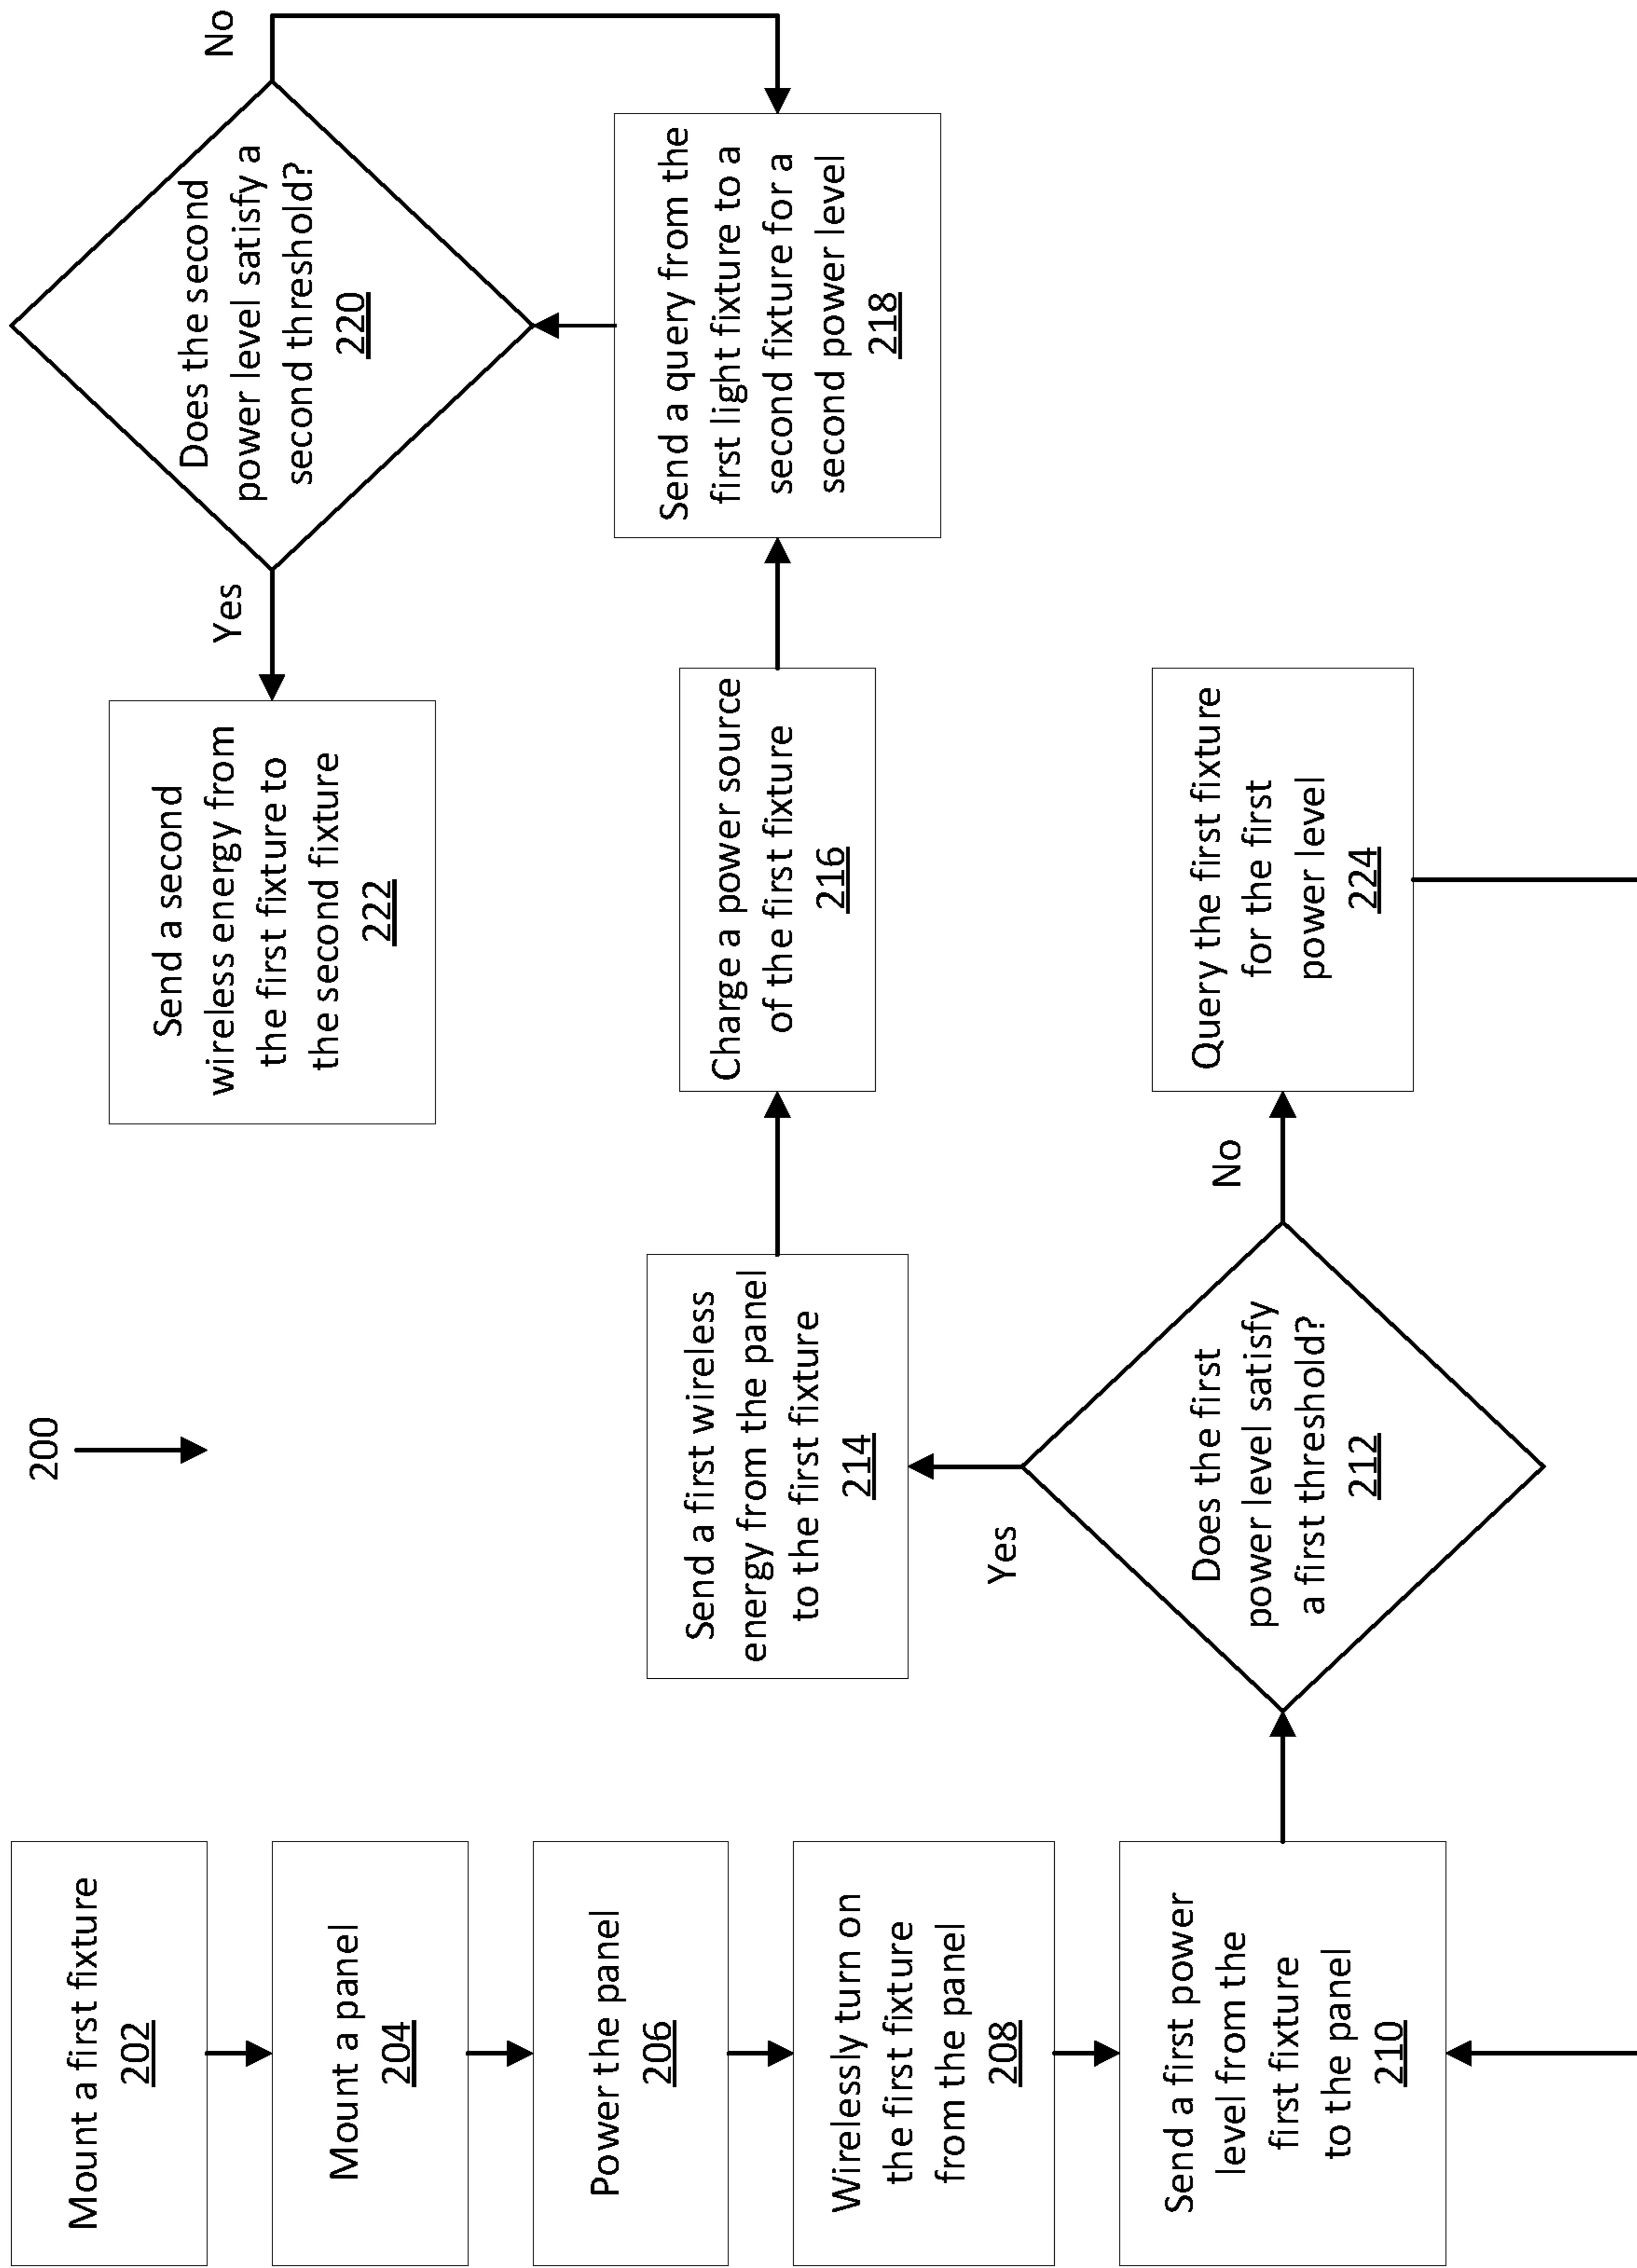 200
Mount a first fixture
202
Mount a panel
204
Power the panel
206
Wirelessly turn on
the first fixture
from the panel
208
Send a first power
level from the
first fixture
to the panel
210
Does the first
power level satisfy
a first threshold?
212
Yes
No
Send a first wireless
energy from the panel
to the first fixture
214
Charge a power source
of the first fixture
216
Send a query from the
first light fixture to a
second fixture for a
second power level
218
Does the second
power level satisfy a
second threshold?
220
Yes
No
Send a second
wireless energy from
the first fixture to
the second fixture
222
Query the first fixture
for the first
power level
224